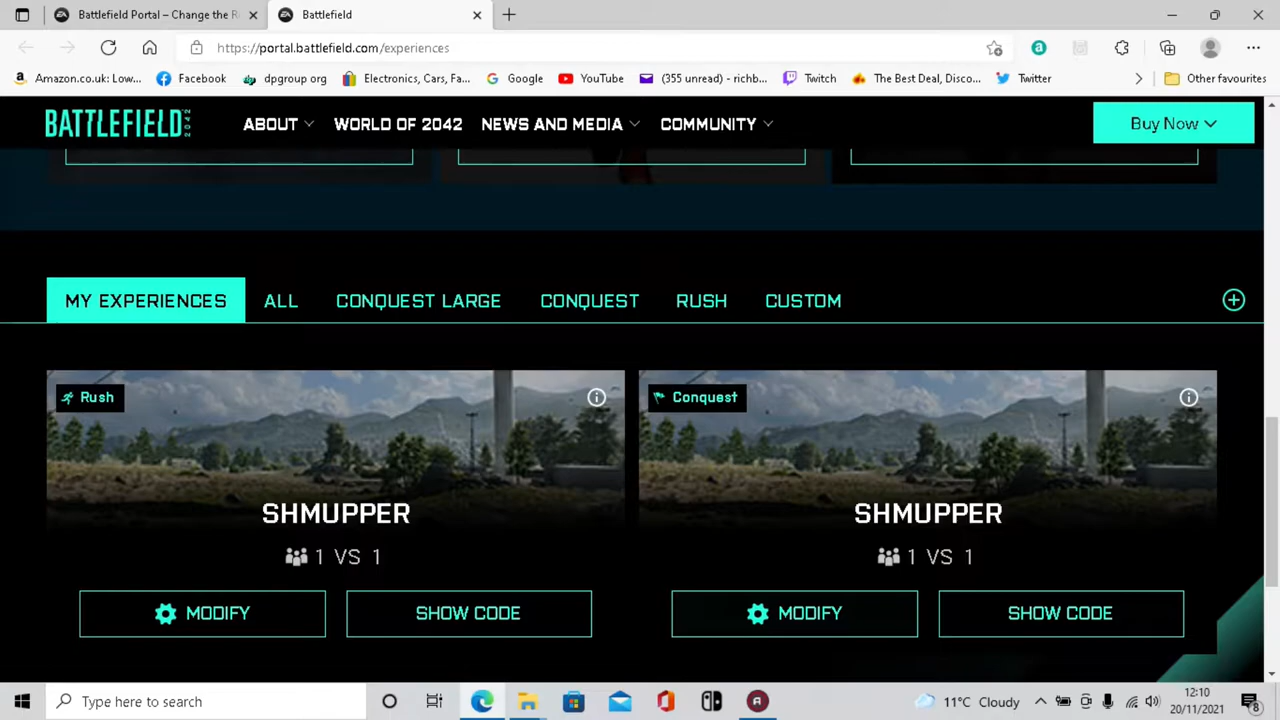 Battlefield Portal – Change the R
Battlefield
https://portal.battlefield.com/experiences
Amazon.co.uk: Low...
Facebook
dpgroup org
Electronics, Cars, Fa...
Google
YouTube
(355 unread) - richb...
Twitch
The Best Deal, Disco...
Twitter
Other favourites
BATTLEFIELD 2042
ABOUT
WORLD OF 2042
NEWS AND MEDIA
COMMUNITY
Buy Now
MY EXPERIENCES
ALL
CONQUEST LARGE
CONQUEST
RUSH
CUSTOM
Rush
SHMUPPER
1 VS 1
MODIFY
SHOW CODE
Conquest
SHMUPPER
1 VS 1
MODIFY
SHOW CODE
Type here to search
11°C Cloudy
12:10
20/11/2021
8